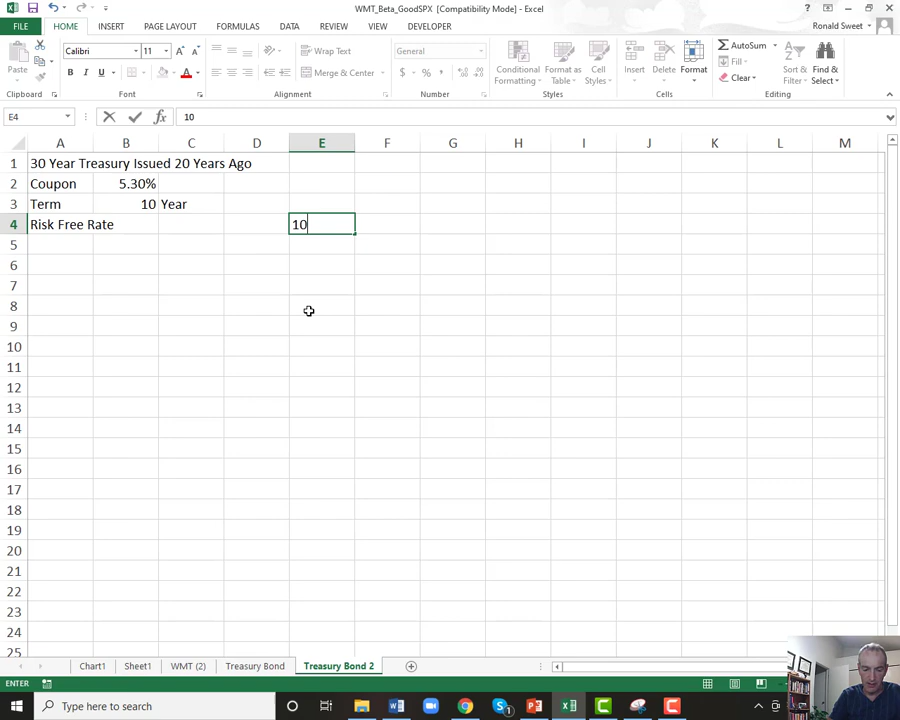 WMT_Beta_GoodSPX [Compatibility Mode] - Excel
FILE HOME INSERT PAGE LAYOUT FORMULAS DATA REVIEW VIEW DEVELOPER Ronald Sweet
Paste
Clipboard
Calibri 11
B I U A
Font
Wrap Text
Merge & Center
Alignment
General
$ % ,
Number
Conditional Formatting
Format as Table
Cell Styles
Styles
Insert Delete Format
Cells
AutoSum
Fill
Clear
Sort & Filter
Find & Select
Editing
E4 fx 10
A B C D E F G H I J K L M
1 30 Year Treasury Issued 20 Years Ago
2 Coupon 5.30%
3 Term 10 Year
4 Risk Free Rate 10
5
6
7
8
9
10
11
12
13
14
15
16
17
18
19
20
21
22
23
24
25
Chart1 Sheet1 WMT (2) Treasury Bond Treasury Bond 2
ENTER
Type here to search